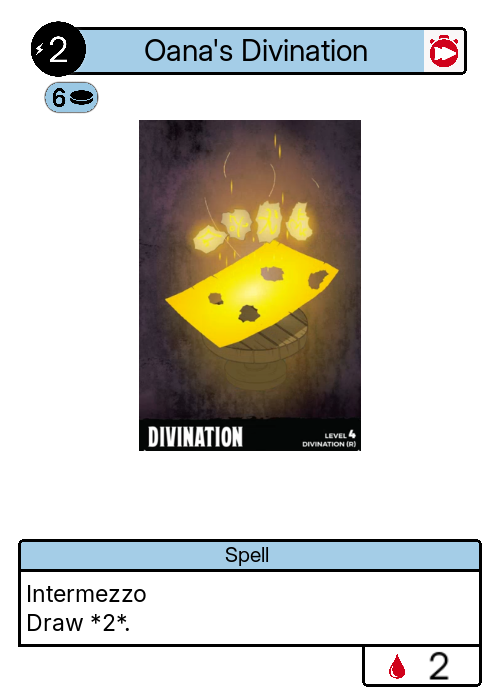 2
Oana's Divination
6
DIVINATION
LEVEL 4
DIVINATION (R)
Spell
Intermezzo
Draw *2*.
2